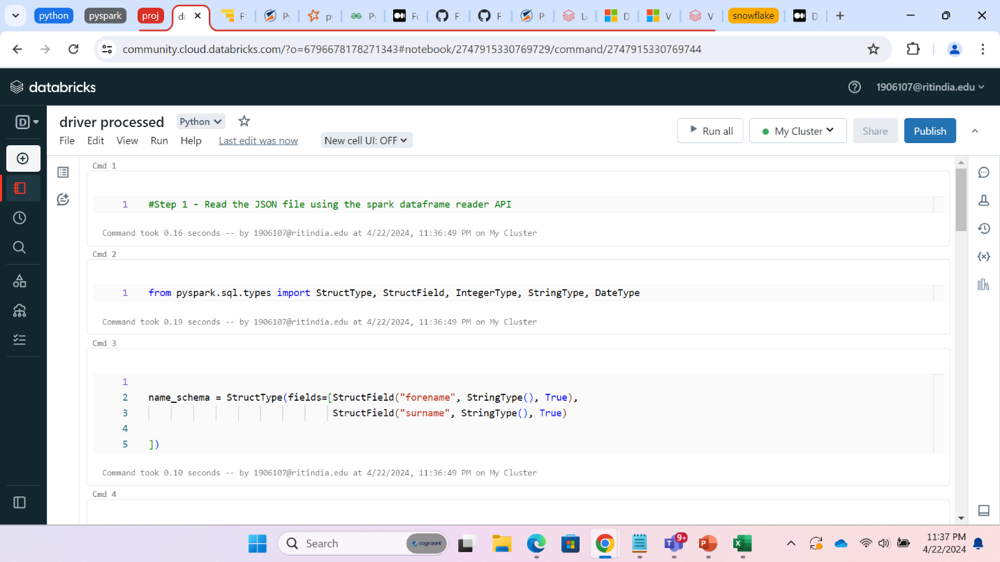 python
pyspark
proj
snowflake
community.cloud.databricks.com/?o=6796678178271343#notebook/2747915330769729/command/2747915330769744
databricks
1906107@ritindia.edu
D
driver processed
Python
File Edit View Run Help Last edit was now New cell UI: OFF
Run all
My Cluster
Share
Publish
Cmd 1
1 #Step 1 - Read the JSON file using the spark dataframe reader API
Command took 0.16 seconds -- by 1906107@ritindia.edu at 4/22/2024, 11:36:49 PM on My Cluster
Cmd 2
1 from pyspark.sql.types import StructType, StructField, IntegerType, StringType, DateType
Command took 0.19 seconds -- by 1906107@ritindia.edu at 4/22/2024, 11:36:49 PM on My Cluster
Cmd 3
1
2 name_schema = StructType(fields=[StructField("forename", StringType(), True),
3 StructField("surname", StringType(), True)
4
5 ])
Command took 0.10 seconds -- by 1906107@ritindia.edu at 4/22/2024, 11:36:49 PM on My Cluster
Cmd 4
Search
cognizant
9+
11:37 PM
4/22/2024